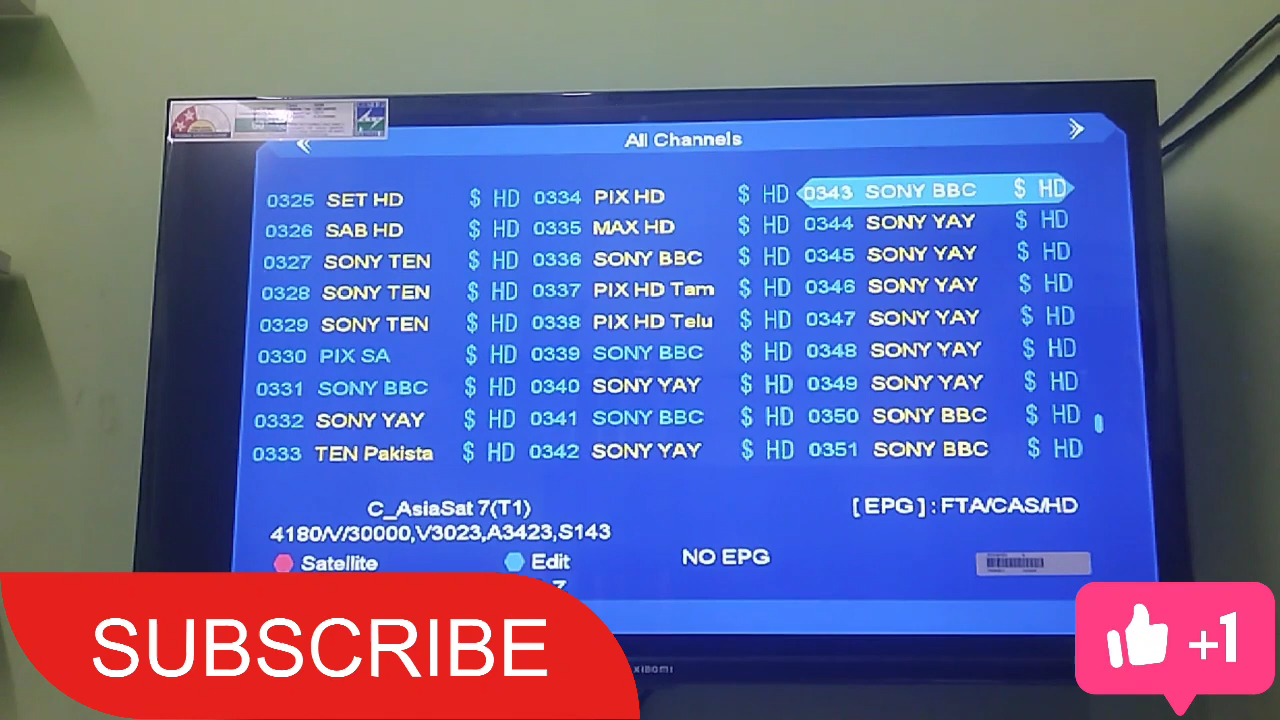 All Channels
0325 SET HD $ HD 0334 PIX HD $ HD 0343 SONY BBC $ HD
0326 SAB HD $ HD 0335 MAX HD $ HD 0344 SONY YAY $ HD
0327 SONY TEN $ HD 0336 SONY BBC $ HD 0345 SONY YAY $ HD
0328 SONY TEN $ HD 0337 PIX HD Tam $ HD 0346 SONY YAY $ HD
0329 SONY TEN $ HD 0338 PIX HD Telu $ HD 0347 SONY YAY $ HD
0330 PIX SA $ HD 0339 SONY BBC $ HD 0348 SONY YAY $ HD
0331 SONY BBC $ HD 0340 SONY YAY $ HD 0349 SONY YAY $ HD
0332 SONY YAY $ HD 0341 SONY BBC $ HD 0350 SONY BBC $ HD
0333 TEN Pakista $ HD 0342 SONY YAY $ HD 0351 SONY BBC $ HD
C_AsiaSat 7(T1) [EPG]:FTA/CAS/HD
4180/V/30000,V3023,A3423,S143
Satellite Edit NO EPG
SUBSCRIBE
XIAOMI
+1